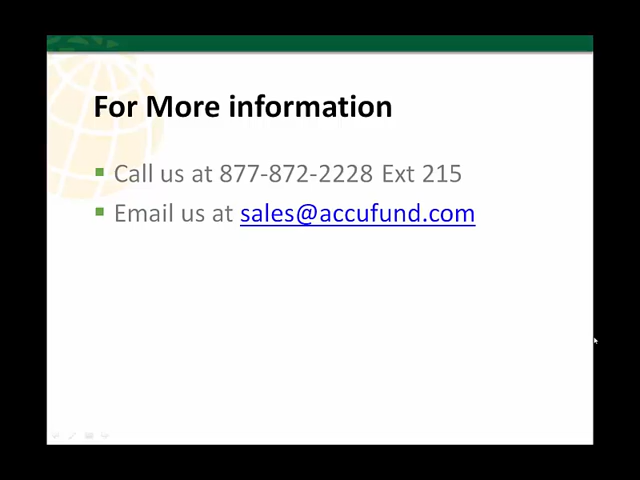 For More information
Call us at 877-872-2228 Ext 215
Email us at sales@accufund.com